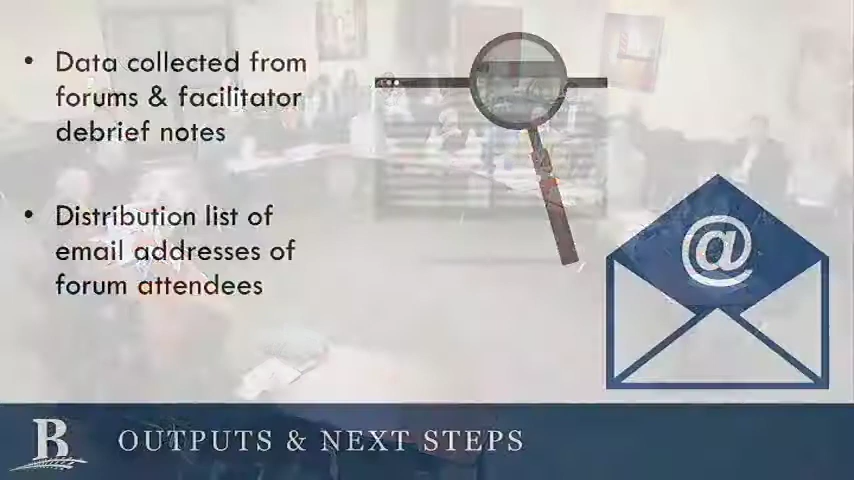 • Data collected from
forums & facilitator
debrief notes
• Distribution list of
email addresses of
forum attendees
@
B
OUTPUTS & NEXT STEPS